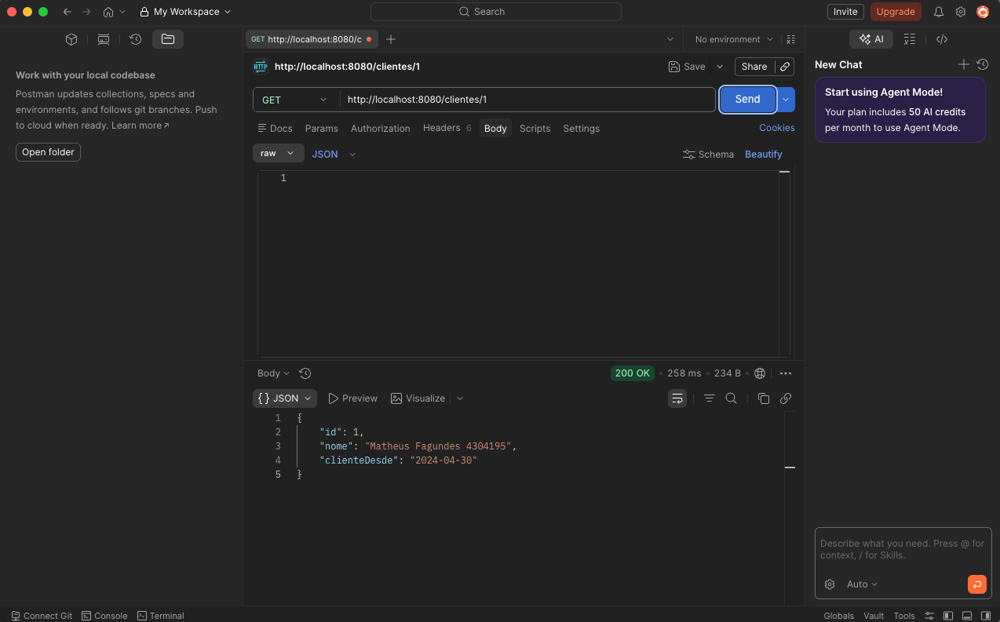 My Workspace
Search
Invite
Upgrade
Work with your local codebase
Postman updates collections, specs and
environments, and follows git branches. Push
to cloud when ready. Learn more↗
Open folder
GET http://localhost:8080/c
No environment
HTTP http://localhost:8080/clientes/1
Save
Share
GET
http://localhost:8080/clientes/1
Send
Docs
Params
Authorization
Headers 6
Body
Scripts
Settings
Cookies
raw
JSON
Schema
Beautify
1
Body
200 OK
258 ms
234 B
{} JSON
Preview
Visualize
1 {
2 "id": 1,
3 "nome": "Matheus Fagundes 4304195",
4 "clienteDesde": "2024-04-30"
5 }
AI
New Chat
Start using Agent Mode!
Your plan includes 50 AI credits
per month to use Agent Mode.
Describe what you need. Press @ for
context, / for Skills.
Auto
Connect Git
Console
Terminal
Globals
Vault
Tools